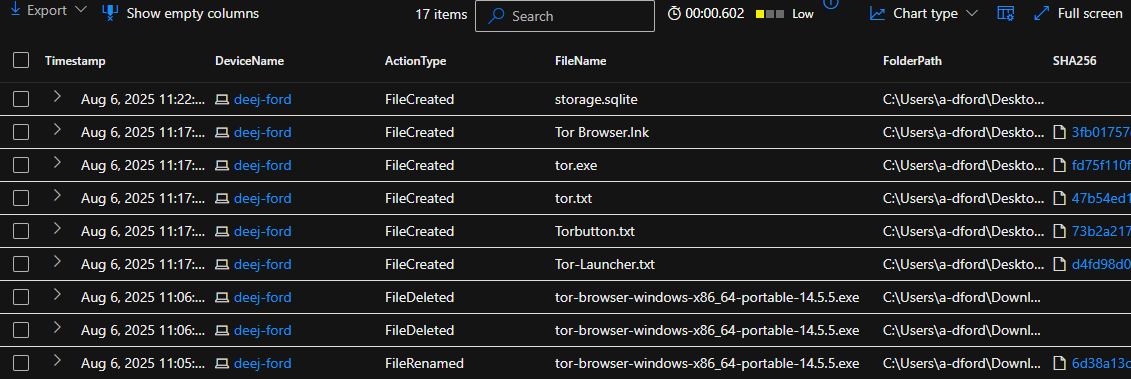 Export Show empty columns 17 items Search 00:00.602 Low Chart type Full screen
Timestamp DeviceName ActionType FileName FolderPath SHA256
Aug 6, 2025 11:22:... deej-ford FileCreated storage.sqlite C:\Users\a-dford\Deskto...
Aug 6, 2025 11:17:... deej-ford FileCreated Tor Browser.lnk C:\Users\a-dford\Deskto... 3fb01757
Aug 6, 2025 11:17:... deej-ford FileCreated tor.exe C:\Users\a-dford\Deskto... fd75f110f
Aug 6, 2025 11:17:... deej-ford FileCreated tor.txt C:\Users\a-dford\Deskto... 47b54ed1
Aug 6, 2025 11:17:... deej-ford FileCreated Torbutton.txt C:\Users\a-dford\Deskto... 73b2a217
Aug 6, 2025 11:17:... deej-ford FileCreated Tor-Launcher.txt C:\Users\a-dford\Deskto... d4fd98d0
Aug 6, 2025 11:06:... deej-ford FileDeleted tor-browser-windows-x86_64-portable-14.5.5.exe C:\Users\a-dford\Downl...
Aug 6, 2025 11:06:... deej-ford FileDeleted tor-browser-windows-x86_64-portable-14.5.5.exe C:\Users\a-dford\Downl...
Aug 6, 2025 11:05:... deej-ford FileRenamed tor-browser-windows-x86_64-portable-14.5.5.exe C:\Users\a-dford\Downl... 6d38a13c